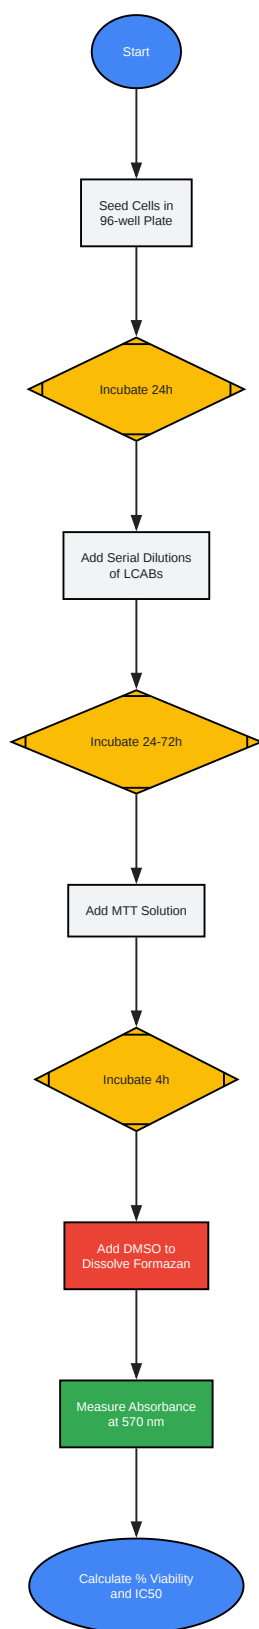 Start
Seed Cells in
96-well Plate
Incubate 24h
Add Serial Dilutions
of LCABs
Incubate 24-72h
Add MTT Solution
Incubate 4h
Add DMSO to
Dissolve Formazan
Measure Absorbance
at 570 nm
Calculate % Viability
and IC50